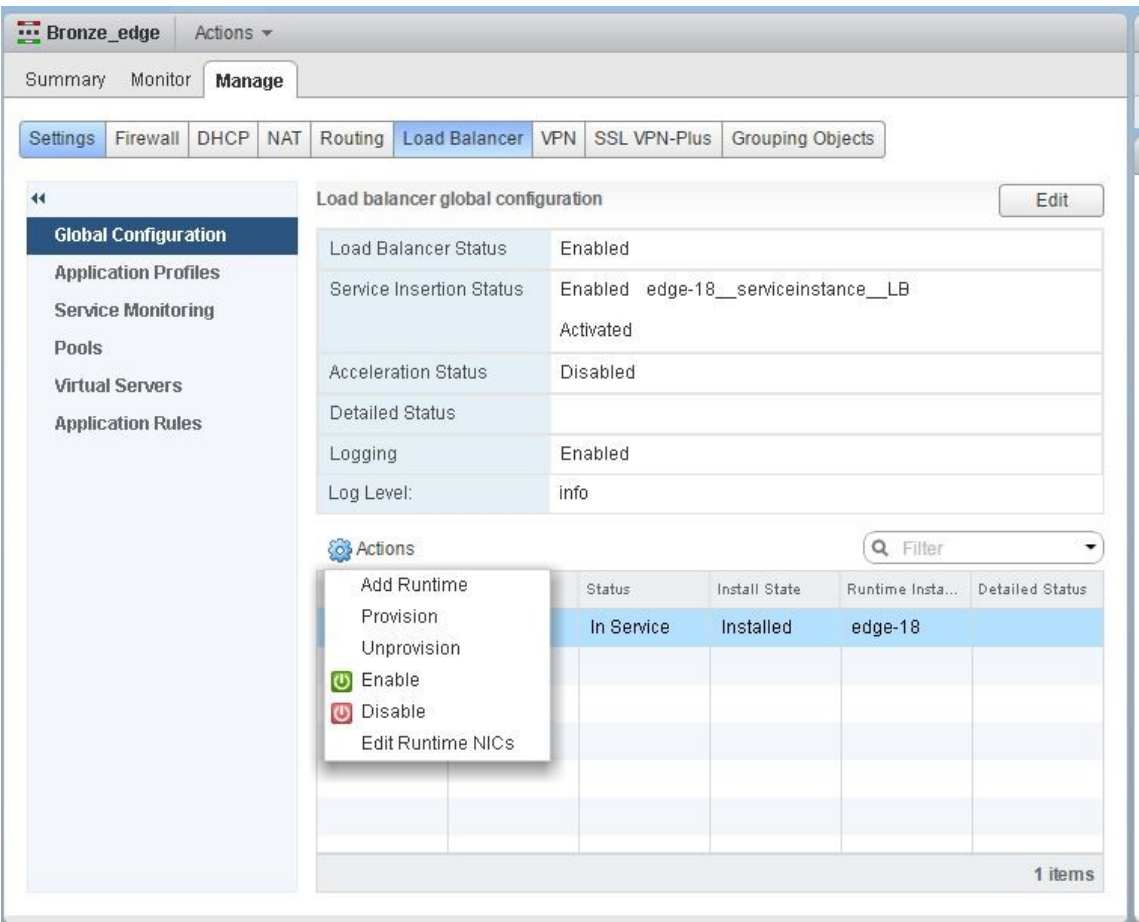 Bronze_edge Actions
Summary Monitor Manage
Settings Firewall DHCP NAT Routing Load Balancer VPN SSL VPN-Plus Grouping Objects
Global Configuration
Application Profiles
Service Monitoring
Pools
Virtual Servers
Application Rules
Load balancer global configuration Edit
Load Balancer Status Enabled
Service Insertion Status Enabled edge-18__serviceinstance__LB
Activated
Acceleration Status Disabled
Detailed Status
Logging Enabled
Log Level: info
Actions Filter
Add Runtime
Provision
Unprovision
Enable
Disable
Edit Runtime NICs
Status Install State Runtime Insta... Detailed Status
In Service Installed edge-18
1 items